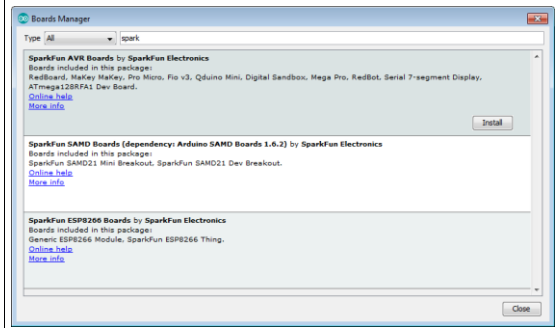 Boards Manager
Type All spark
SparkFun AVR Boards by SparkFun Electronics
Boards included in this package:
RedBoard, MaKey MaKey, Pro Micro, Fio v3, Qduino Mini, Digital Sandbox, Mega Pro, RedBot, Serial 7-segment Display,
ATmega128RFA1 Dev Board.
Online help
More info
Install
SparkFun SAMD Boards (dependency: Arduino SAMD Boards 1.6.2) by SparkFun Electronics
Boards included in this package:
SparkFun SAMD21 Mini Breakout, SparkFun SAMD21 Dev Breakout.
Online help
More info
SparkFun ESP8266 Boards by SparkFun Electronics
Boards included in this package:
Generic ESP8266 Module, SparkFun ESP8266 Thing.
Online help
More info
Close